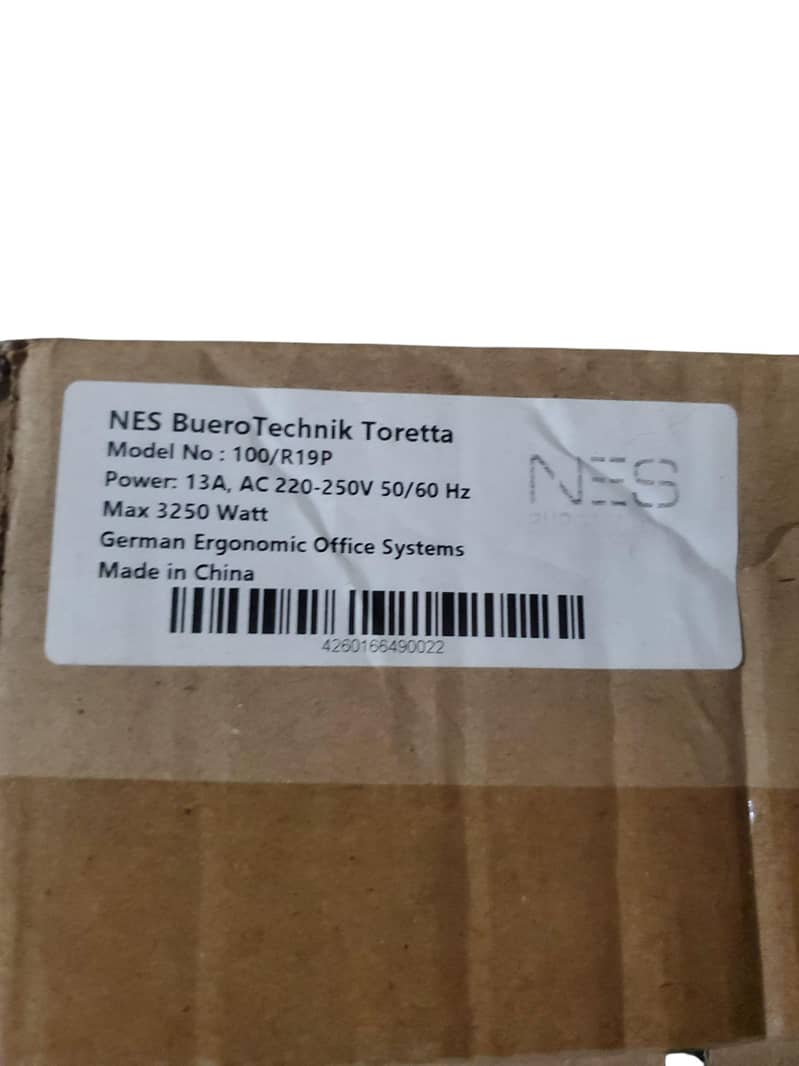 NES BueroTechnik Toretta
Model No : 100/R19P
Power: 13A, AC 220-250V 50/60 Hz
Max 3250 Watt
German Ergonomic Office Systems
Made in China
4260166490022
NES